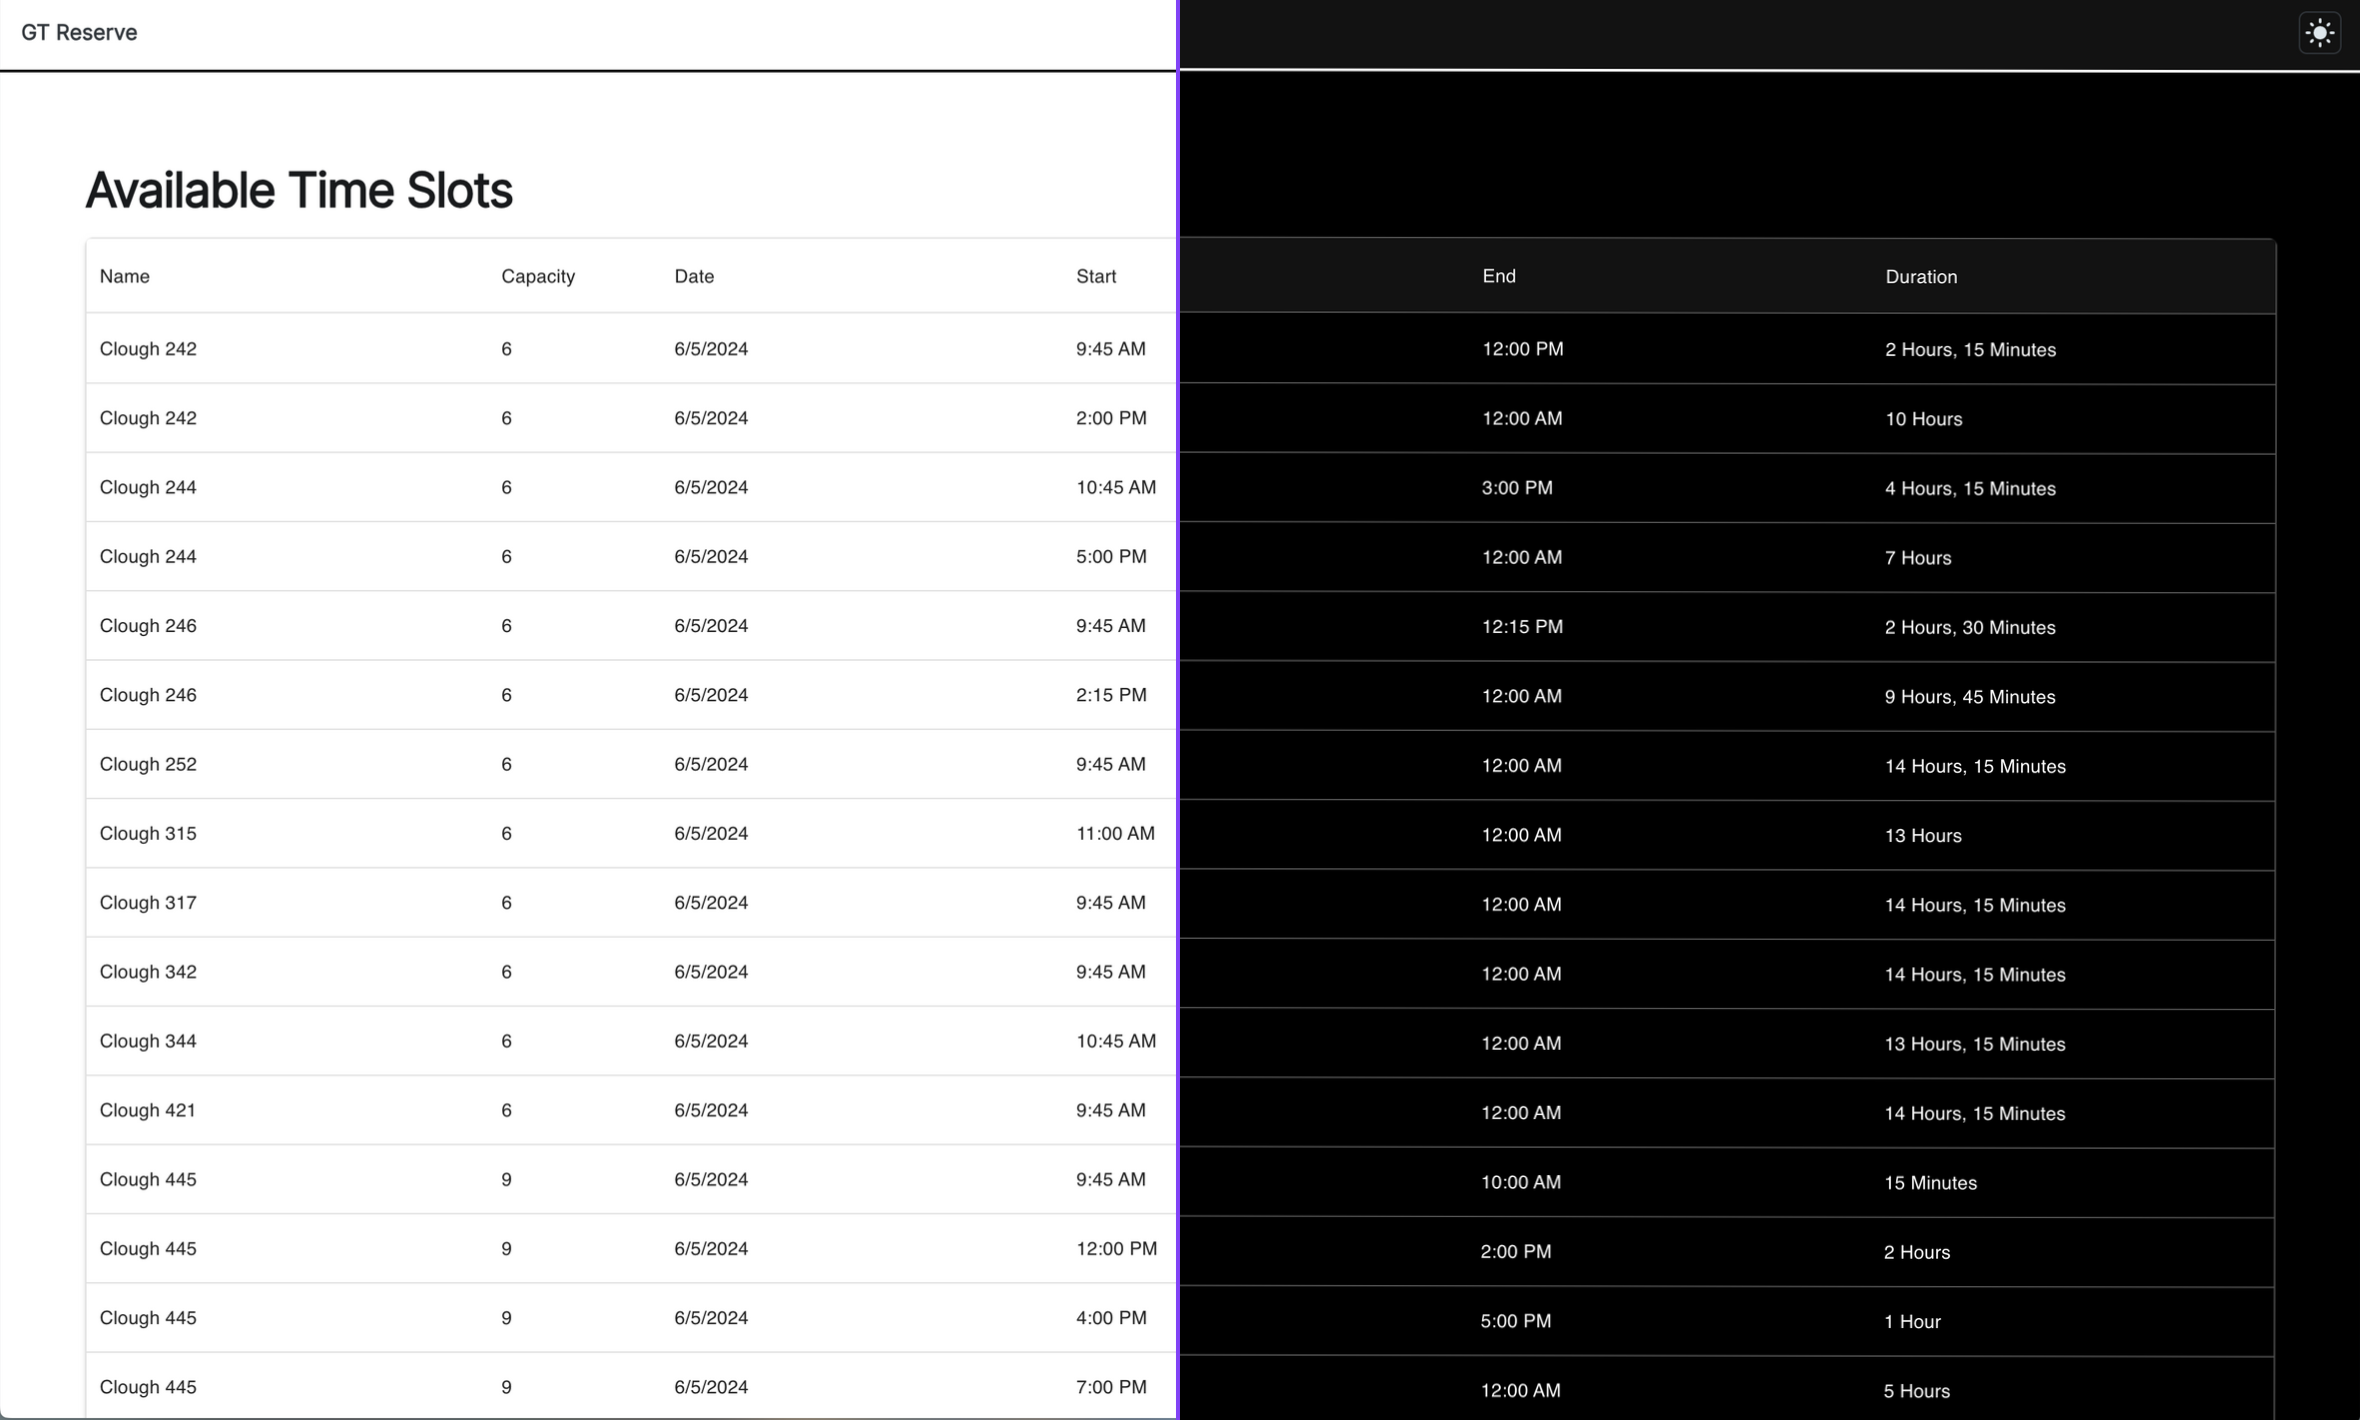 GT Reserve
Available Time Slots
Name Capacity Date Start End Duration
Clough 242 6 6/5/2024 9:45 AM 12:00 PM 2 Hours, 15 Minutes
Clough 242 6 6/5/2024 2:00 PM 12:00 AM 10 Hours
Clough 244 6 6/5/2024 10:45 AM 3:00 PM 4 Hours, 15 Minutes
Clough 244 6 6/5/2024 5:00 PM 12:00 AM 7 Hours
Clough 246 6 6/5/2024 9:45 AM 12:15 PM 2 Hours, 30 Minutes
Clough 246 6 6/5/2024 2:15 PM 12:00 AM 9 Hours, 45 Minutes
Clough 252 6 6/5/2024 9:45 AM 12:00 AM 14 Hours, 15 Minutes
Clough 315 6 6/5/2024 11:00 AM 12:00 AM 13 Hours
Clough 317 6 6/5/2024 9:45 AM 12:00 AM 14 Hours, 15 Minutes
Clough 342 6 6/5/2024 9:45 AM 12:00 AM 14 Hours, 15 Minutes
Clough 344 6 6/5/2024 10:45 AM 12:00 AM 13 Hours, 15 Minutes
Clough 421 6 6/5/2024 9:45 AM 12:00 AM 14 Hours, 15 Minutes
Clough 445 9 6/5/2024 9:45 AM 10:00 AM 15 Minutes
Clough 445 9 6/5/2024 12:00 PM 2:00 PM 2 Hours
Clough 445 9 6/5/2024 4:00 PM 5:00 PM 1 Hour
Clough 445 9 6/5/2024 7:00 PM 12:00 AM 5 Hours